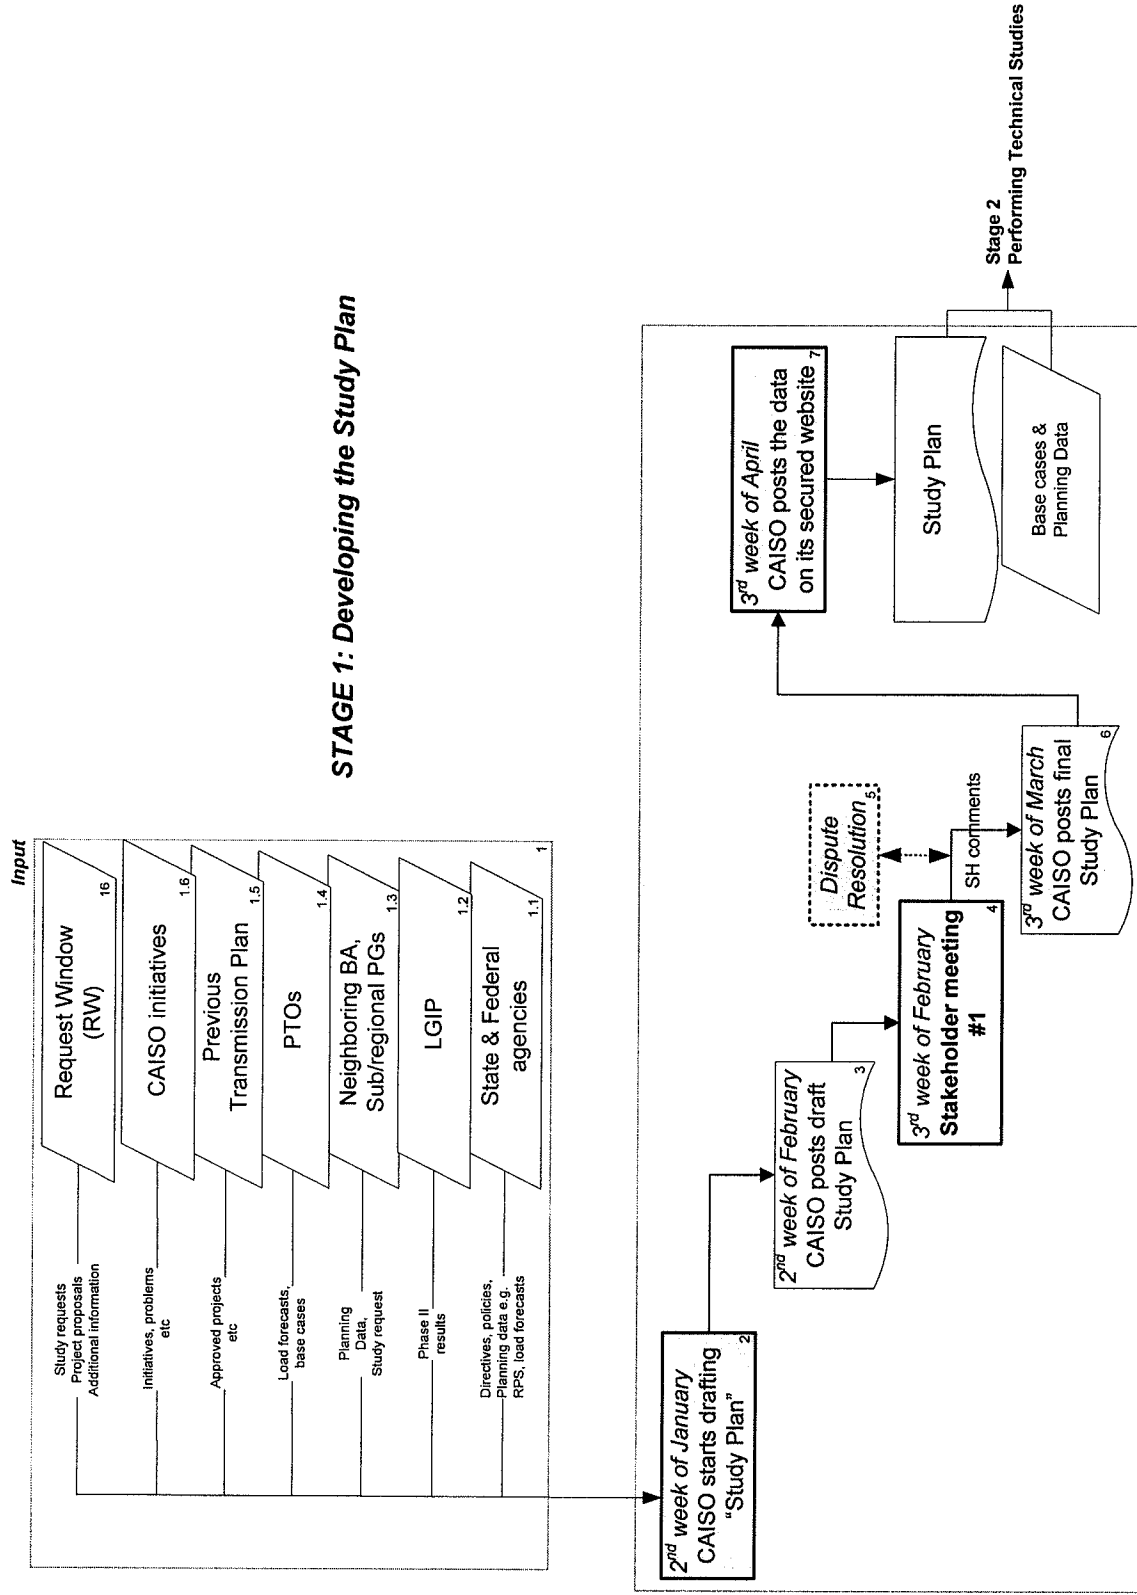 STAGE 1: Developing the Study Plan
Input
Request Window
(RW)
16
Study requests
Project proposals
Additional information
CAISO initiatives
1.6
Initiatives, problems
etc
Previous
Transmission Plan
1.5
Approved projects
etc
PTOs
1.4
Load forecasts,
base cases
Neighboring BA,
Sub/regional PGs
1.3
Planning
Data,
Study request
LGIP
1.2
Phase II
results
State & Federal
agencies
1.1
Directives, policies,
Planning data e.g.
RPS, load forecasts
1
2nd week of January
CAISO starts drafting
“Study Plan”
2
2nd week of February
CAISO posts draft
Study Plan
3
3rd week of February
Stakeholder meeting
#1
4
Dispute
Resolution
5
SH comments
3rd week of March
CAISO posts final
Study Plan
6
3rd week of April
CAISO posts the data
on its secured website
7
Study Plan
Base cases &
Planning Data
Stage 2
Performing Technical Studies